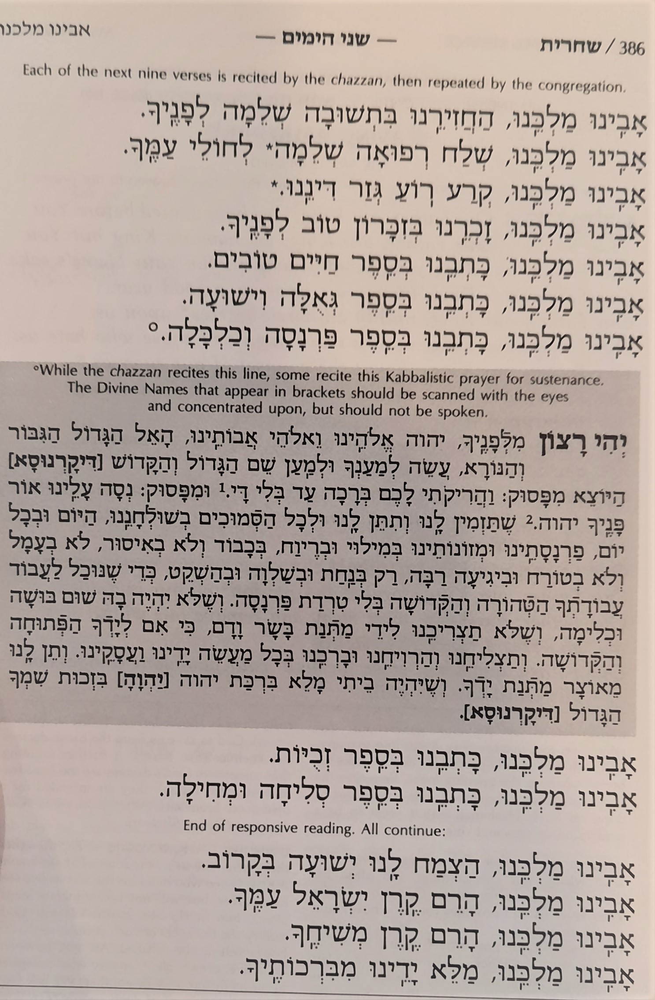 386 / שחרית — שני הימים — אבינו מלכנו
Each of the next nine verses is recited by the chazzan, then repeated by the congregation.
אָבִינוּ מַלְכֵּנוּ, הַחֲזִירֵנוּ בִּתְשׁוּבָה שְׁלֵמָה לְפָנֶיךָ.
אָבִינוּ מַלְכֵּנוּ, שְׁלַח רְפוּאָה שְׁלֵמָה* לְחוֹלֵי עַמֶּךָ.
אָבִינוּ מַלְכֵּנוּ, קְרַע רֽוֹעַ גְּזַר דִּינֵנוּ.*
אָבִינוּ מַלְכֵּנוּ, זָכְרֵנוּ בְּזִכָּרוֹן טוֹב לְפָנֶיךָ.
אָבִינוּ מַלְכֵּנוּ, כָּתְבֵנוּ בְּסֵפֶר חַיִּים טוֹבִים.
אָבִינוּ מַלְכֵּנוּ, כָּתְבֵנוּ בְּסֵפֶר גְּאֻלָּה וִישׁוּעָה.
אָבִינוּ מַלְכֵּנוּ, כָּתְבֵנוּ בְּסֵפֶר פַּרְנָסָה וְכַלְכָּלָה.°
°While the chazzan recites this line, some recite this Kabbalistic prayer for sustenance.
The Divine Names that appear in brackets should be scanned with the eyes
and concentrated upon, but should not be spoken.
יְהִי רָצוֹן מִלְּפָנֶיךָ, יהוה אֱלֹהֵינוּ וֵאלֹהֵי אֲבוֹתֵינוּ, הָאֵל הַגָּדוֹל הַגִּבּוֹר
וְהַנּוֹרָא, עֲשֵׂה לְמַעַנְךָ וּלְמַעַן שֵׁם הַגָּדוֹל וְהַקָּדוֹשׁ [דִּיקָרְנוּסָא]
הַיּוֹצֵא מִפָּסוּק: וַהֲרִיקֹתִי לָכֶם בְּרָכָה עַד בְּלִי דָּי.1 וּמִפָּסוּק: נְסָה עָלֵינוּ אוֹר
פָּנֶיךָ יהוה.2 שֶׁתַּזְמִין לָנוּ וְתִתֵּן לָנוּ וּלְכָל הַסְּמוּכִים בְּשׁוּלְחָנֵנוּ, הַיּוֹם וּבְכָל
יוֹם, פַּרְנָסָתֵינוּ וּמְזוֹנוֹתֵינוּ בְּמִילוּי וּבְרֶיוַח, בְּכָבוֹד וְלֹא בְאִיסוּר, לֹא בְעָמָל
וְלֹא בְטוֹרַח וּבִיגִיעָה רַבָּה, רַק בְּנַחַת וּבְשַׁלְוָה וּבְהַשְׁקֵט, כְּדֵי שֶׁנּוּכַל לַעֲבוֹד
עֲבוֹדָתְךָ הַטְּהוֹרָה וְהַקְּדוֹשָׁה בְּלִי טִרְדַת פַּרְנָסָה. וְשֶׁלֹּא יִהְיֶה בָהּ שׁוּם בּוּשָׁה
וּכְלִימָה, וְשֶׁלֹּא תַצְרִיכֵנוּ לִידֵי מַתְּנַת בָּשָׂר וָדָם, כִּי אִם לְיָדְךָ הַפְּתוּחָה
וְהַקְּדוֹשָׁה. וְתַצְלִיחֵנוּ וְהַרְוִיחֵנוּ וּבָרְכֵנוּ בְּכָל מַעֲשֵׂה יָדֵינוּ וַעֲסָקֵינוּ. וְתֵן לָנוּ
מֵאוֹצָר מַתְּנַת יָדְךָ. וְשֶׁיִּהְיֶה בֵיתִי מָלֵא בִּרְכַּת יהוה [יַהְוָהָ] בִּזְכוּת שִׁמְךָ
הַגָּדוֹל [דִּיקָרְנוּסָא].
אָבִינוּ מַלְכֵּנוּ, כָּתְבֵנוּ בְּסֵפֶר זְכֻיּוֹת.
אָבִינוּ מַלְכֵּנוּ, כָּתְבֵנוּ בְּסֵפֶר סְלִיחָה וּמְחִילָה.
End of responsive reading. All continue:
אָבִינוּ מַלְכֵּנוּ, הַצְמַח לָנוּ יְשׁוּעָה בְּקָרוֹב.
אָבִינוּ מַלְכֵּנוּ, הָרֵם קֶרֶן יִשְׂרָאֵל עַמֶּךָ.
אָבִינוּ מַלְכֵּנוּ, הָרֵם קֶרֶן מְשִׁיחֶךָ.
אָבִינוּ מַלְכֵּנוּ, מַלֵּא יָדֵינוּ מִבִּרְכוֹתֶיךָ.